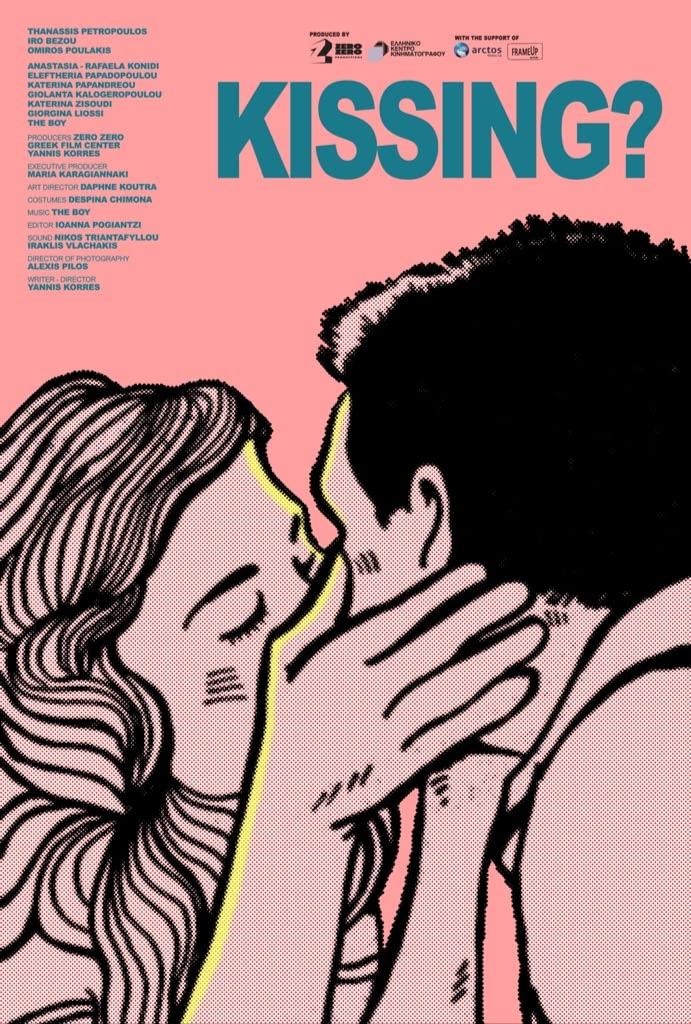 THANASSIS PETROPOULOS
IRO BEZOU
OMIROS POULAKIS
ANASTASIA - RAFAELA KONIDI
ELEFTHERIA PAPADOPOULOU
KATERINA PAPANDREOU
GIOLANTA KALOGEROPOULOU
KATERINA ZISOUDI
GIORGINA LIOSSI
THE BOY
PRODUCERS ZERO ZERO
GREEK FILM CENTER
YANNIS KORRES
EXECUTIVE PRODUCER
MARIA KARAGIANNAKI
ART DIRECTOR DAPHNE KOUTRA
COSTUMES DESPINA CHIMONA
MUSIC THE BOY
EDITOR IOANNA POGIANTZI
SOUND NIKOS TRIANTAFYLLOU
IRAKLIS VLACHAKIS
DIRECTOR OF PHOTOGRAPHY
ALEXIS PILOS
WRITER - DIRECTOR
YANNIS KORRES
PRODUCED BY
ZERO
ZERO
PRODUCTIONS
ΕΛΛΗΝΙΚΟ
ΚΕΝΤΡΟ
ΚΙΝΗΜΑΤΟΓΡΑΦΟΥ
WITH THE SUPPORT OF
arctos
FRAMEUP
KISSING?